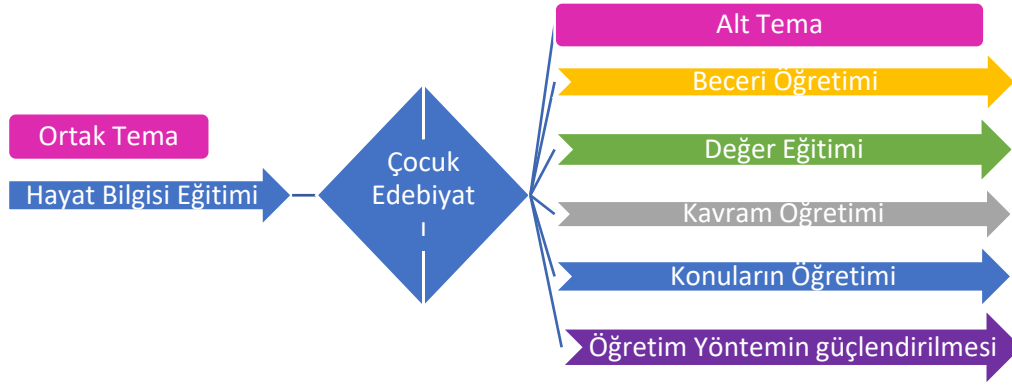 Ortak Tema
Hayat Bilgisi Eğitimi
Çocuk
Edebiyat
Alt Tema
Beceri Öğretimi
Değer Eğitimi
Kavram Öğretimi
Konuların Öğretimi
Öğretim Yöntemin güçlendirilmesi